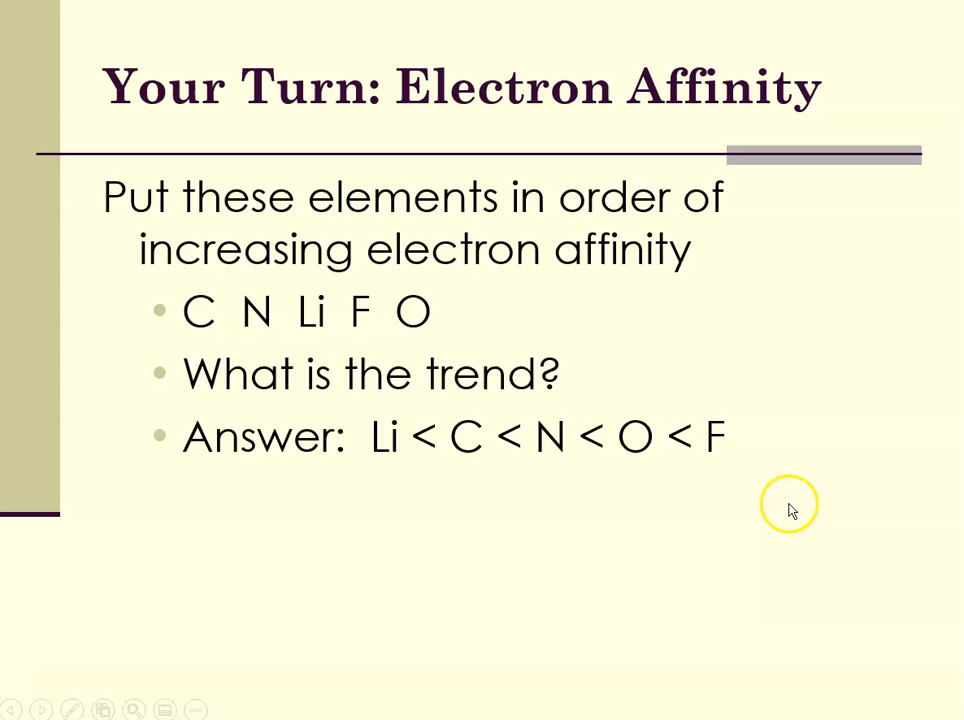 Your Turn: Electron Affinity
Put these elements in order of
increasing electron affinity
• C N Li F O
• What is the trend?
• Answer: Li < C < N < O < F